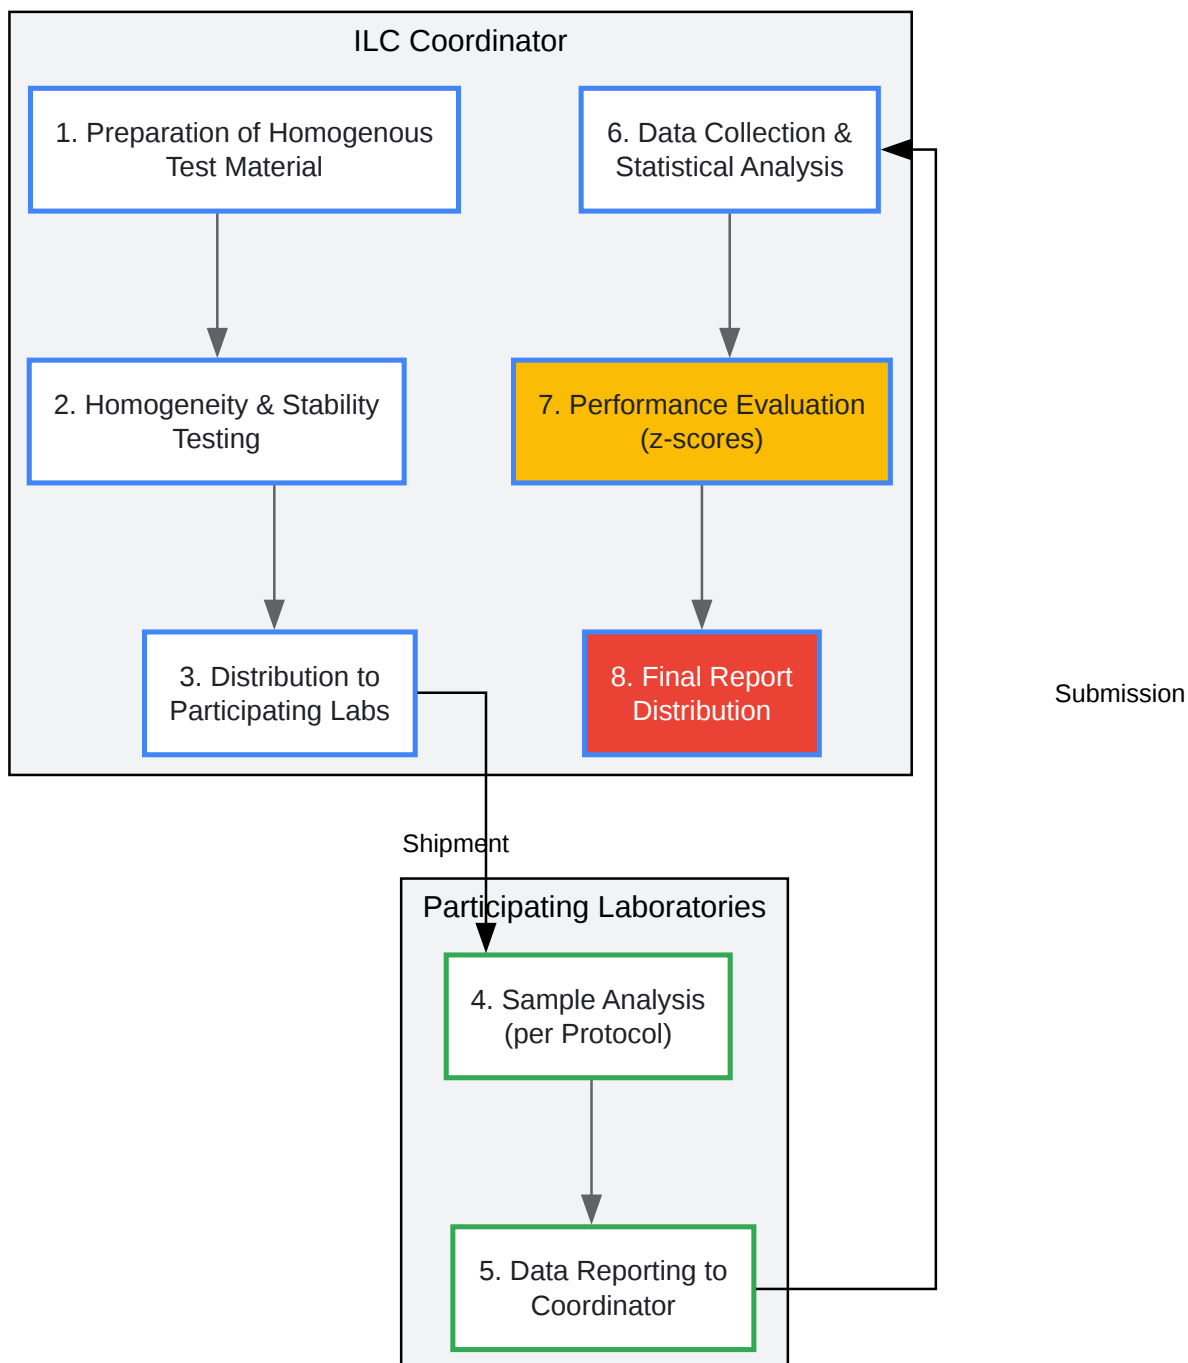 ILC Coordinator
1. Preparation of Homogenous
Test Material
2. Homogeneity & Stability
Testing
3. Distribution to
Participating Labs
6. Data Collection &
Statistical Analysis
7. Performance Evaluation
(z-scores)
8. Final Report
Distribution
Submission
Shipment
Participating Laboratories
4. Sample Analysis
(per Protocol)
5. Data Reporting to
Coordinator